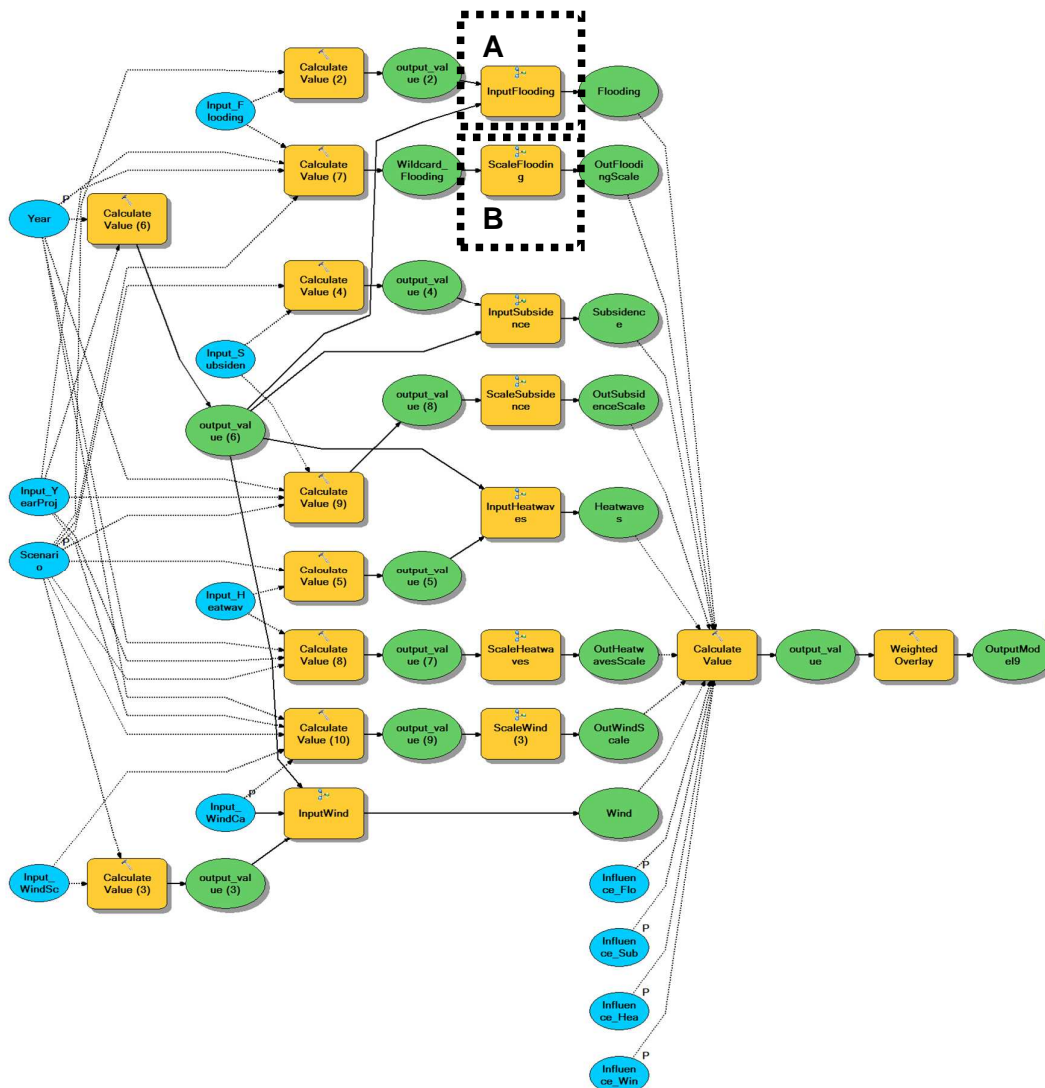 A
Calculate
Value (2)
output_val
ue (2)
InputFlooding
Flooding
Input_F
looding
Calculate
Value (7)
Wildcard_
Flooding
ScaleFloodin
g
OutFloodi
ngScale
B
P
Year
Calculate
Value (6)
Calculate
Value (4)
output_val
ue (4)
InputSubside
nce
Subsidenc
e
Input_S
ubsiden
output_val
ue (8)
ScaleSubside
nce
OutSubsid
enceScale
output_val
ue (6)
Calculate
Value (9)
Input_Y
earProj
InputHeatwav
es
Heatwave
s
P
Scenari
o
Calculate
Value (5)
output_val
ue (5)
Input_H
eatwav
Calculate
Value (8)
output_val
ue (7)
ScaleHeatwa
ves
OutHeatw
avesScale
Calculate
Value
output_val
ue
Weighted
Overlay
OutputMod
el9
Calculate
Value (10)
output_val
ue (9)
ScaleWind
(3)
OutWindS
cale
P
Input_
WindCa
InputWind
Wind
Input_
WindSc
Calculate
Value (3)
output_val
ue (3)
P
Influen
ce_Flo
P
Influen
ce_Sub
P
Influen
ce_Hea
P
Influen
ce_Win